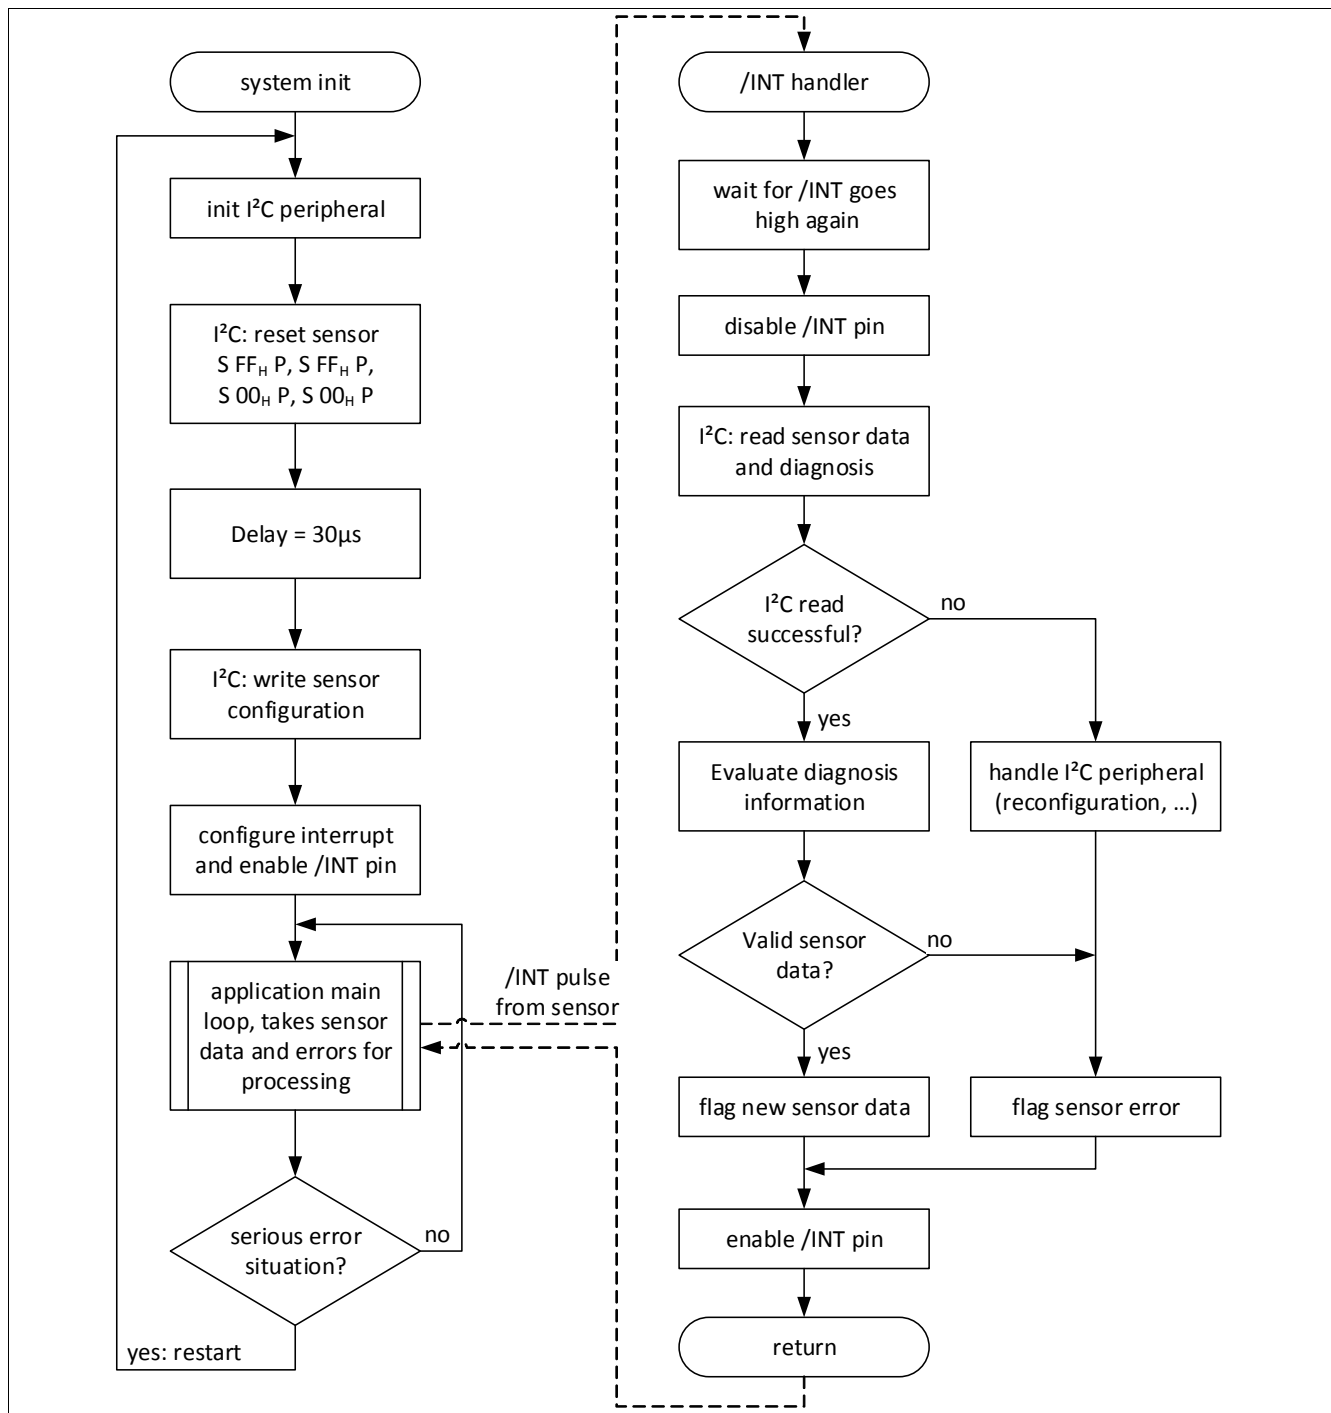 system init
init I²C peripheral
I²C: reset sensor
S FFH P, S FFH P,
S 00H P, S 00H P
Delay = 30µs
I²C: write sensor
configuration
configure interrupt
and enable /INT pin
application main
loop, takes sensor
data and errors for
processing
serious error
situation?
no
yes: restart
/INT pulse
from sensor
/INT handler
wait for /INT goes
high again
disable /INT pin
I²C: read sensor data
and diagnosis
I²C read
successful?
no
yes
Evaluate diagnosis
information
handle I²C peripheral
(reconfiguration, …)
Valid sensor
data?
no
yes
flag new sensor data
flag sensor error
enable /INT pin
return